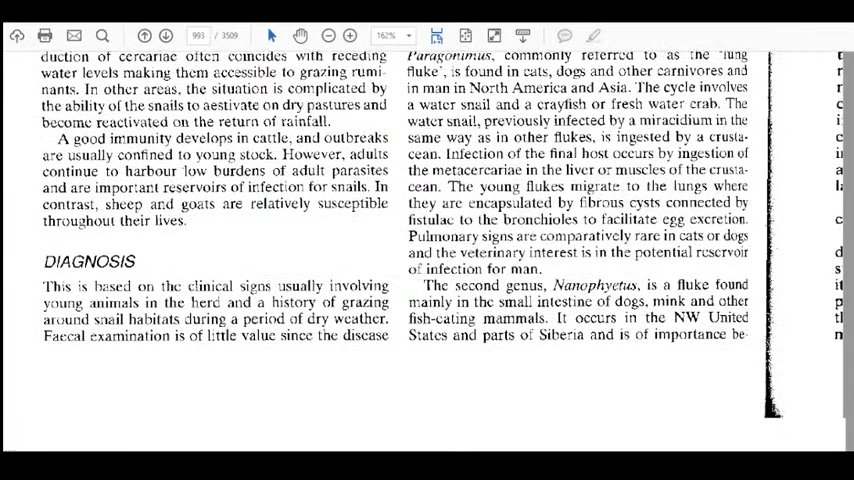 993 / 3509
162%
duction of cercariae often coincides with receding
water levels making them accessible to grazing rumi-
nants. In other areas, the situation is complicated by
the ability of the snails to aestivate on dry pastures and
become reactivated on the return of rainfall.
A good immunity develops in cattle, and outbreaks
are usually confined to young stock. However, adults
continue to harbour low burdens of adult parasites
and are important reservoirs of infection for snails. In
contrast, sheep and goats are relatively susceptible
throughout their lives.
DIAGNOSIS
This is based on the clinical signs usually involving
young animals in the herd and a history of grazing
around snail habitats during a period of dry weather.
Faecal examination is of little value since the disease
Paragonimus, commonly referred to as the 'lung
fluke', is found in cats, dogs and other carnivores and
in man in North America and Asia. The cycle involves
a water snail and a crayfish or fresh water crab. The
water snail, previously infected by a miracidium in the
same way as in other flukes, is ingested by a crusta-
cean. Infection of the final host occurs by ingestion of
the metacercariae in the liver or muscles of the crusta-
cean. The young flukes migrate to the lungs where
they are encapsulated by fibrous cysts connected by
fistulae to the bronchioles to facilitate egg excretion.
Pulmonary signs are comparatively rare in cats or dogs
and the veterinary interest is in the potential reservoir
of infection for man.
The second genus, Nanophyetus, is a fluke found
mainly in the small intestine of dogs, mink and other
fish-eating mammals. It occurs in the NW United
States and parts of Siberia and is of importance be-